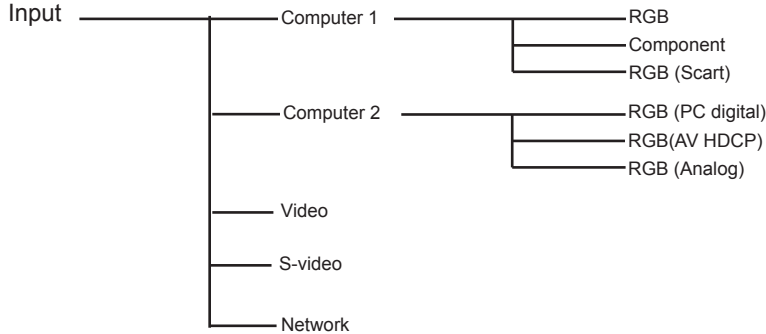 Input
Computer 1
RGB
Component
RGB (Scart)
Computer 2
RGB (PC digital)
RGB(AV HDCP)
RGB (Analog)
Video
S-video
Network